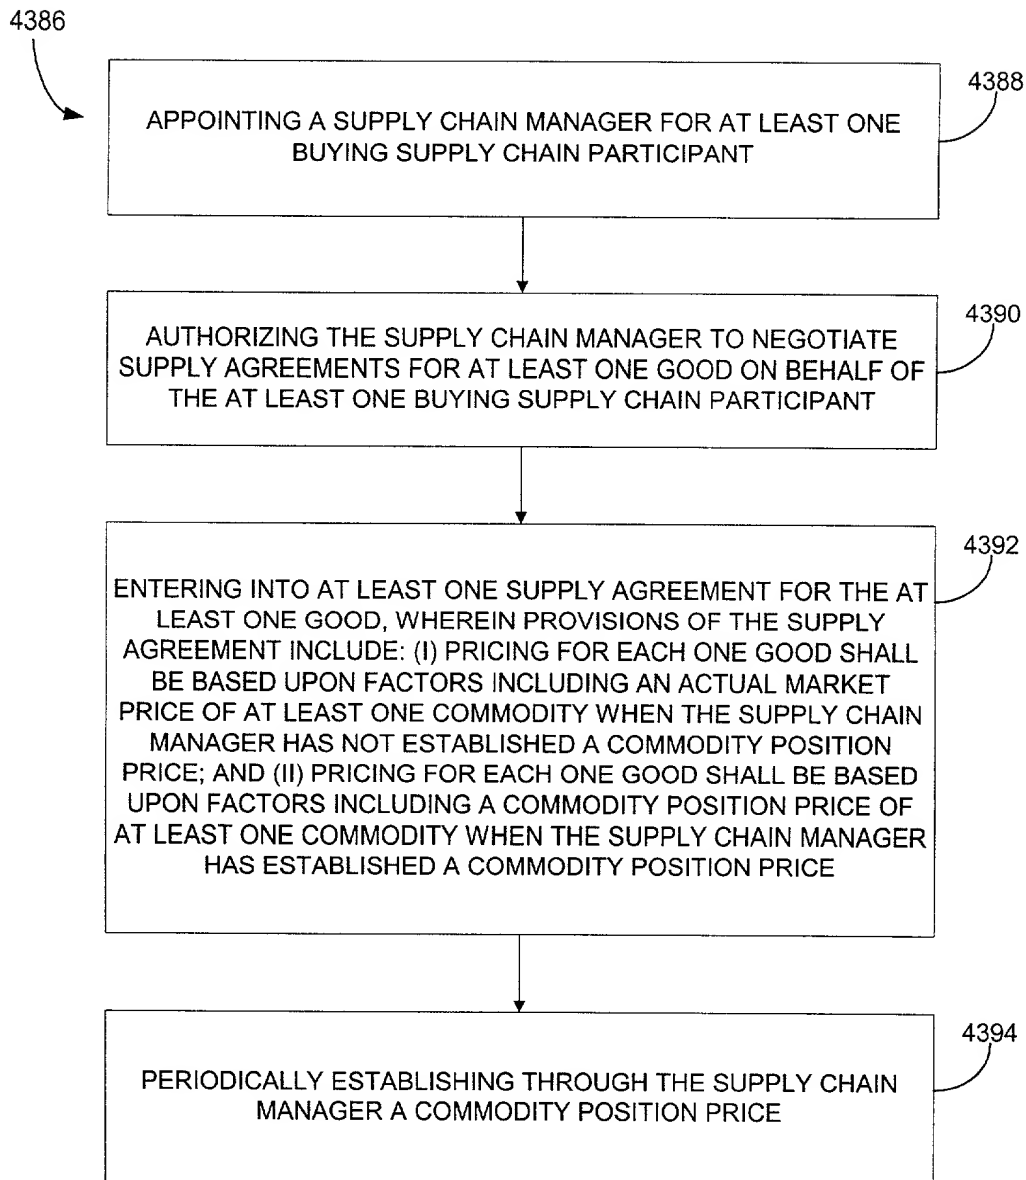 4386
4388
APPOINTING A SUPPLY CHAIN MANAGER FOR AT LEAST ONE
BUYING SUPPLY CHAIN PARTICIPANT
4390
AUTHORIZING THE SUPPLY CHAIN MANAGER TO NEGOTIATE
SUPPLY AGREEMENTS FOR AT LEAST ONE GOOD ON BEHALF OF
THE AT LEAST ONE BUYING SUPPLY CHAIN PARTICIPANT
4392
ENTERING INTO AT LEAST ONE SUPPLY AGREEMENT FOR THE AT
LEAST ONE GOOD, WHEREIN PROVISIONS OF THE SUPPLY
AGREEMENT INCLUDE: (I) PRICING FOR EACH ONE GOOD SHALL
BE BASED UPON FACTORS INCLUDING AN ACTUAL MARKET
PRICE OF AT LEAST ONE COMMODITY WHEN THE SUPPLY CHAIN
MANAGER HAS NOT ESTABLISHED A COMMODITY POSITION
PRICE; AND (II) PRICING FOR EACH ONE GOOD SHALL BE BASED
UPON FACTORS INCLUDING A COMMODITY POSITION PRICE OF
AT LEAST ONE COMMODITY WHEN THE SUPPLY CHAIN MANAGER
HAS ESTABLISHED A COMMODITY POSITION PRICE
4394
PERIODICALLY ESTABLISHING THROUGH THE SUPPLY CHAIN
MANAGER A COMMODITY POSITION PRICE